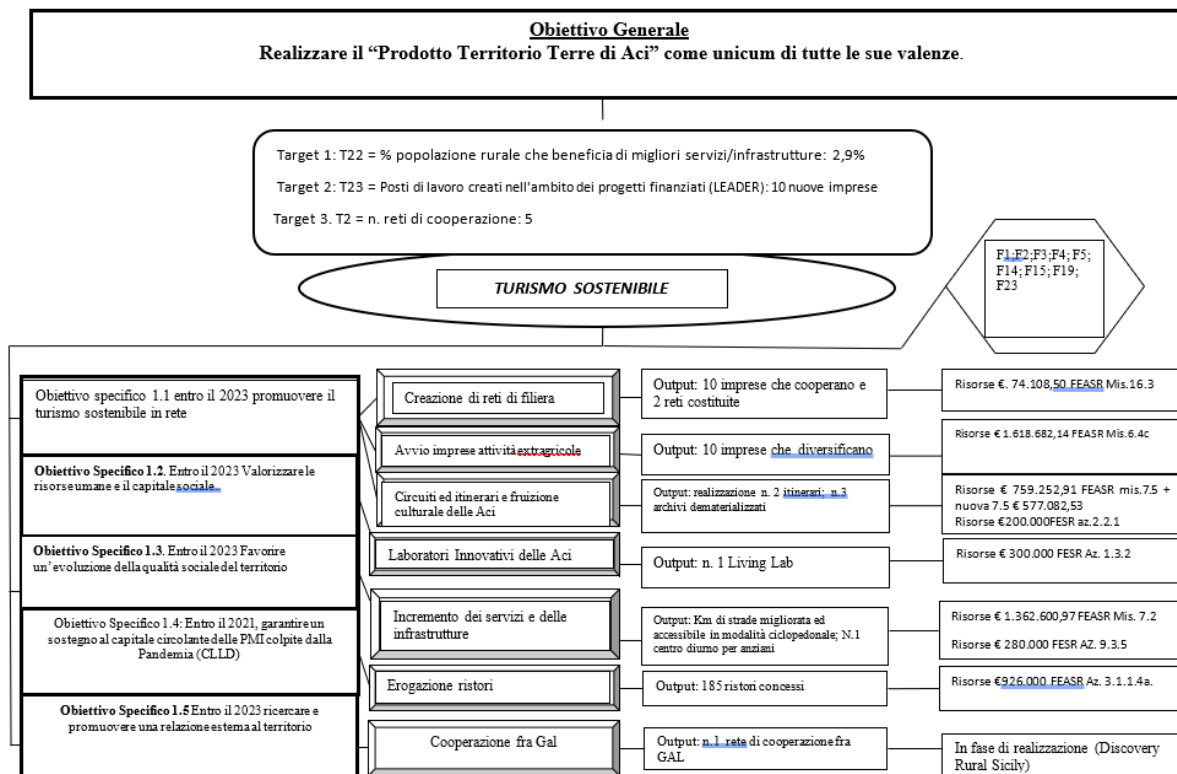 Obiettivo Generale
Realizzare il “Prodotto Territorio Terre di Aci” come unicum di tutte le sue valenze.
Target 1: T22 = % popolazione rurale che beneficia di migliori servizi/infrastrutture: 2,9%
Target 2: T23 = Posti di lavoro creati nell'ambito dei progetti finanziati (LEADER): 10 nuove imprese
Target 3. T2 = n. reti di cooperazione: 5
F1;F2;F3;F4; F5;
F14; F15; F19;
F23
TURISMO SOSTENIBILE
Obiettivo specifico 1.1 entro il 2023 promuovere il
turismo sostenibile in rete
Obiettivo Specifico 1.2. Entro il 2023 Valorizzare le
risorse umane e il capitale sociale..
Obiettivo Specifico 1.3. Entro il 2023 Favorire
un’evoluzione della qualità sociale del territorio
Obiettivo Specifico 1.4: Entro il 2021, garantire un
sostegno al capitale circolante delle PMI colpite dalla
Pandemia (CLLD)
Obiettivo Specifico 1.5 Entro il 2023 ricercare e
promuovere una relazione esterna al territorio
Creazione di reti di filiera
Avvio imprese attività extragricole
Circuiti ed itinerari e fruizione
culturale delle Aci
Laboratori Innovativi delle Aci
Incremento dei servizi e delle
infrastrutture
Erogazione ristori
Cooperazione fra Gal
Output: 10 imprese che cooperano e
2 reti costituite
Output: 10 imprese che diversificano
Output: realizzazione n. 2 itinerari; n.3
archivi dematerializzati
Output: n. 1 Living Lab
Output: Km di strade migliorata ed
accessibile in modalità ciclopedonale; N.1
centro diurno per anziani
Output: 185 ristori concessi
Output: n.1 rete di cooperazione fra
GAL
Risorse €. 74.108,50 FEASR Mis.16.3
Risorse € 1.618.682,14 FEASR Mis.6.4c
Risorse € 759.252,91 FEASR mis.7.5 +
nuova 7.5 € 577.082,53
Risorse €200.000FESR az.2.2.1
Risorse € 300.000 FESR Az. 1.3.2
Risorse € 1.362.600,97 FEASR Mis. 7.2
Risorse € 280.000 FESR AZ. 9.3.5
Risorse €926.000 FEASR Az. 3.1.1.4a.
In fase di realizzazione (Discovery
Rural Sicily)